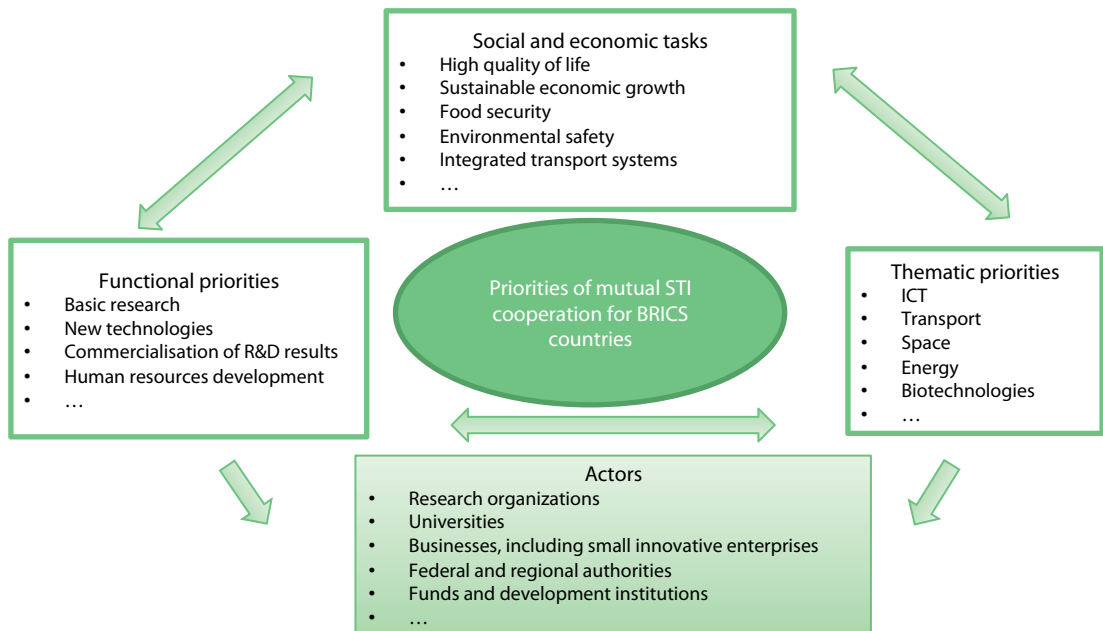 Social and economic tasks
• High quality of life
• Sustainable economic growth
• Food security
• Environmental safety
• Integrated transport systems
• …
Functional priorities
• Basic research
• New technologies
• Commercialisation of R&D results
• Human resources development
• …
Priorities of mutual STI
cooperation for BRICS
countries
Thematic priorities
• ICT
• Transport
• Space
• Energy
• Biotechnologies
• …
Actors
• Research organizations
• Universities
• Businesses, including small innovative enterprises
• Federal and regional authorities
• Funds and development institutions
• …